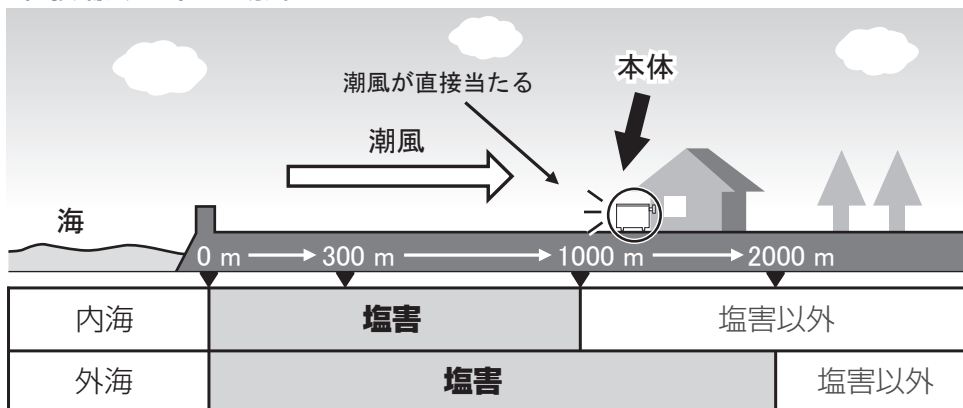 本体
潮風が直接当たる
潮風
海
0 m 300 m 1000 m 2000 m
内海 塩害 塩害以外
外海 塩害 塩害以外